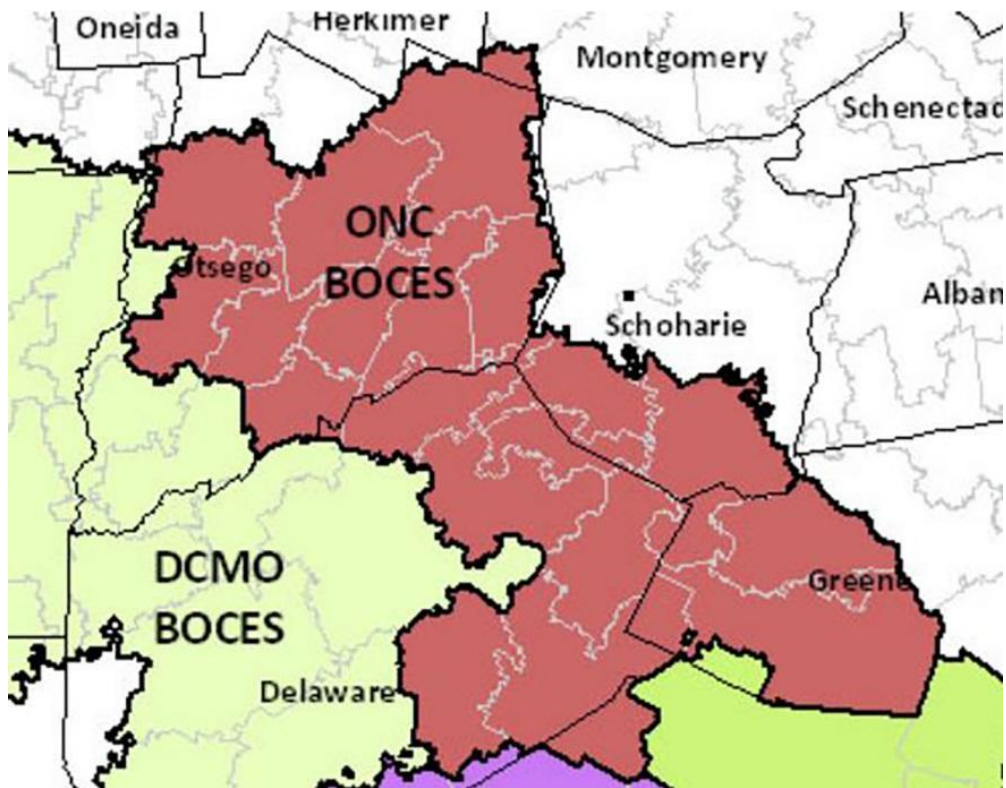 Oneida
Herkimer
Montgomery
Schenectad
ONC
BOCES
Otsego
Alban
Schoharie
DCMO
BOCES
Greene
Delaware